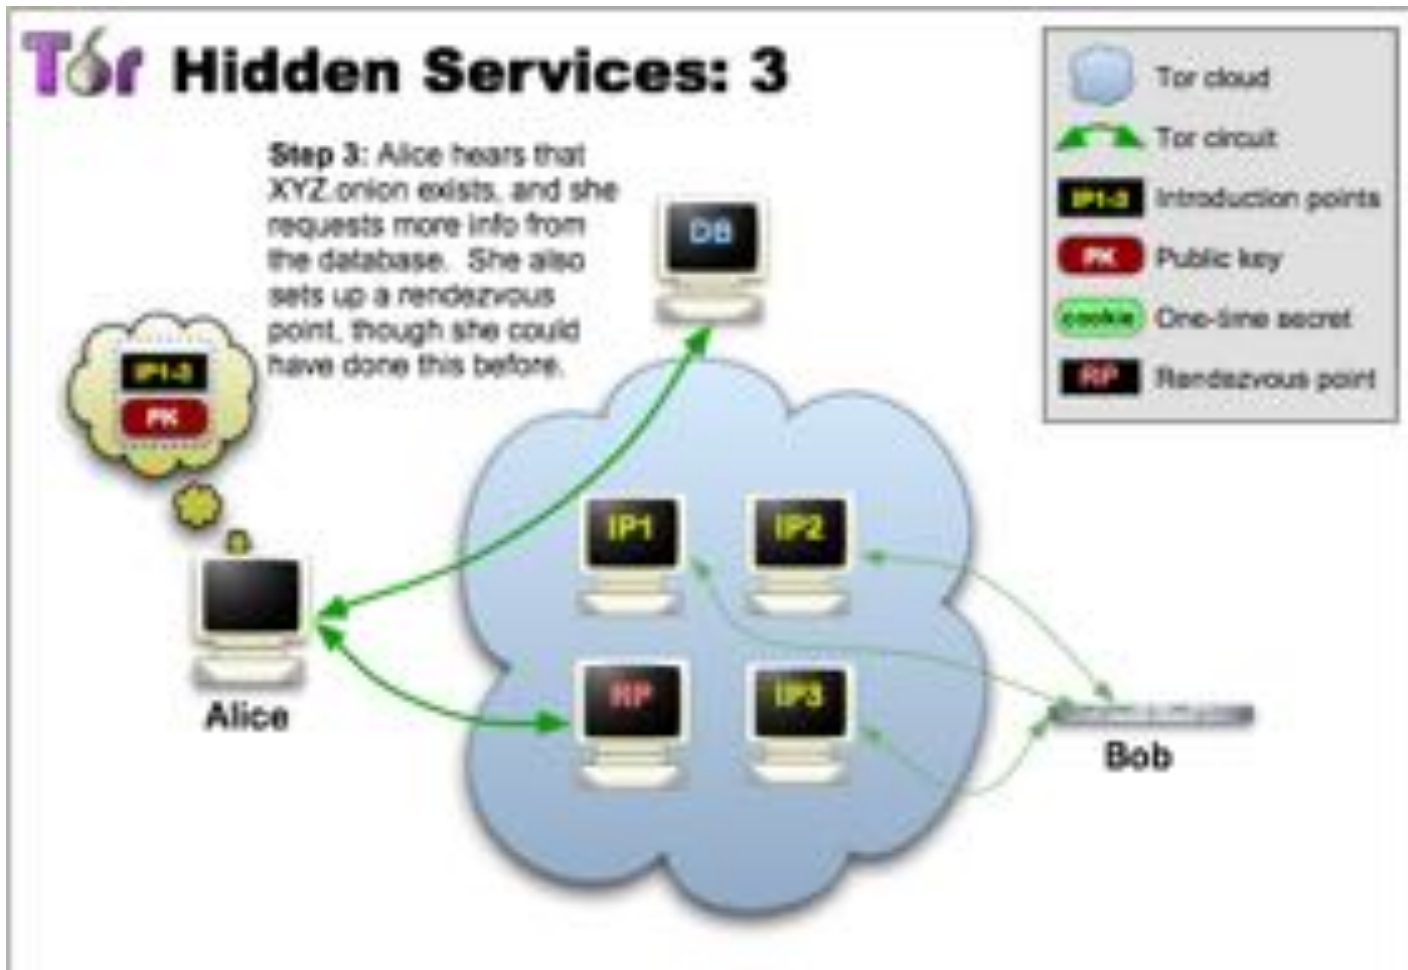 Tor Hidden Services: 3
Step 3: Alice hears that
XYZ.onion exists, and she
requests more info from
the database. She also
sets up a rendezvous
point, though she could
have done this before.
Tor cloud
Tor circuit
IP1-3 Introduction points
PK Public key
cookie One-time secret
RP Rendezvous point
DB
IP1-3
PK
IP1
IP2
RP
IP3
Alice
Bob